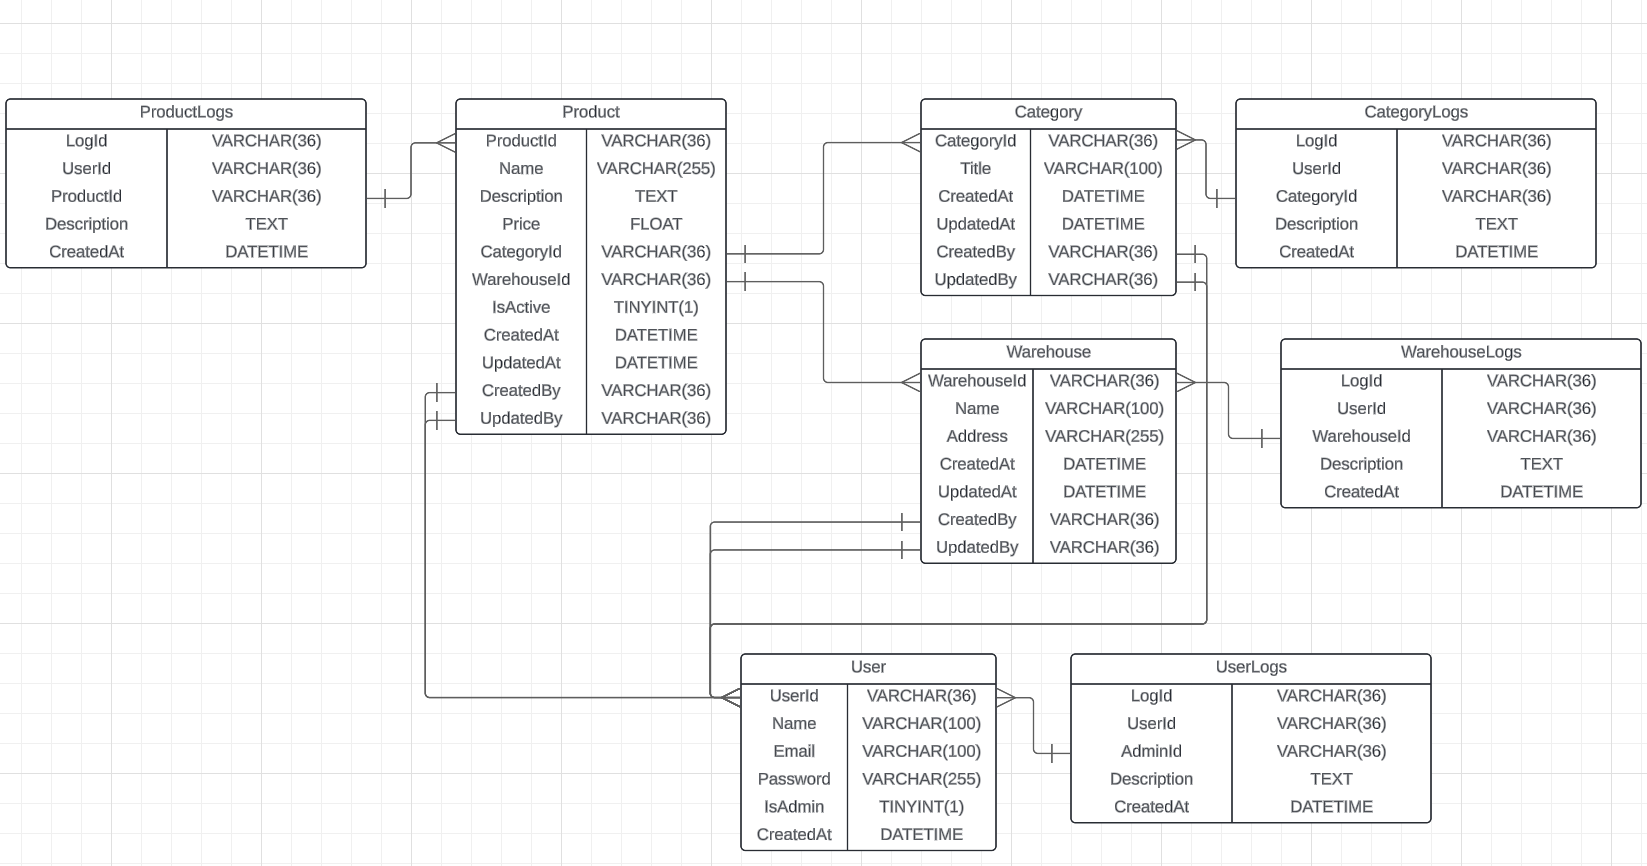 ProductLogs
LogId VARCHAR(36)
UserId VARCHAR(36)
ProductId VARCHAR(36)
Description TEXT
CreatedAt DATETIME
Product
ProductId VARCHAR(36)
Name VARCHAR(255)
Description TEXT
Price FLOAT
CategoryId VARCHAR(36)
WarehouseId VARCHAR(36)
IsActive TINYINT(1)
CreatedAt DATETIME
UpdatedAt DATETIME
CreatedBy VARCHAR(36)
UpdatedBy VARCHAR(36)
Category
CategoryId VARCHAR(36)
Title VARCHAR(100)
CreatedAt DATETIME
UpdatedAt DATETIME
CreatedBy VARCHAR(36)
UpdatedBy VARCHAR(36)
CategoryLogs
LogId VARCHAR(36)
UserId VARCHAR(36)
CategoryId VARCHAR(36)
Description TEXT
CreatedAt DATETIME
Warehouse
WarehouseId VARCHAR(36)
Name VARCHAR(100)
Address VARCHAR(255)
CreatedAt DATETIME
UpdatedAt DATETIME
CreatedBy VARCHAR(36)
UpdatedBy VARCHAR(36)
WarehouseLogs
LogId VARCHAR(36)
UserId VARCHAR(36)
WarehouseId VARCHAR(36)
Description TEXT
CreatedAt DATETIME
User
UserId VARCHAR(36)
Name VARCHAR(100)
Email VARCHAR(100)
Password VARCHAR(255)
IsAdmin TINYINT(1)
CreatedAt DATETIME
UserLogs
LogId VARCHAR(36)
UserId VARCHAR(36)
AdminId VARCHAR(36)
Description TEXT
CreatedAt DATETIME